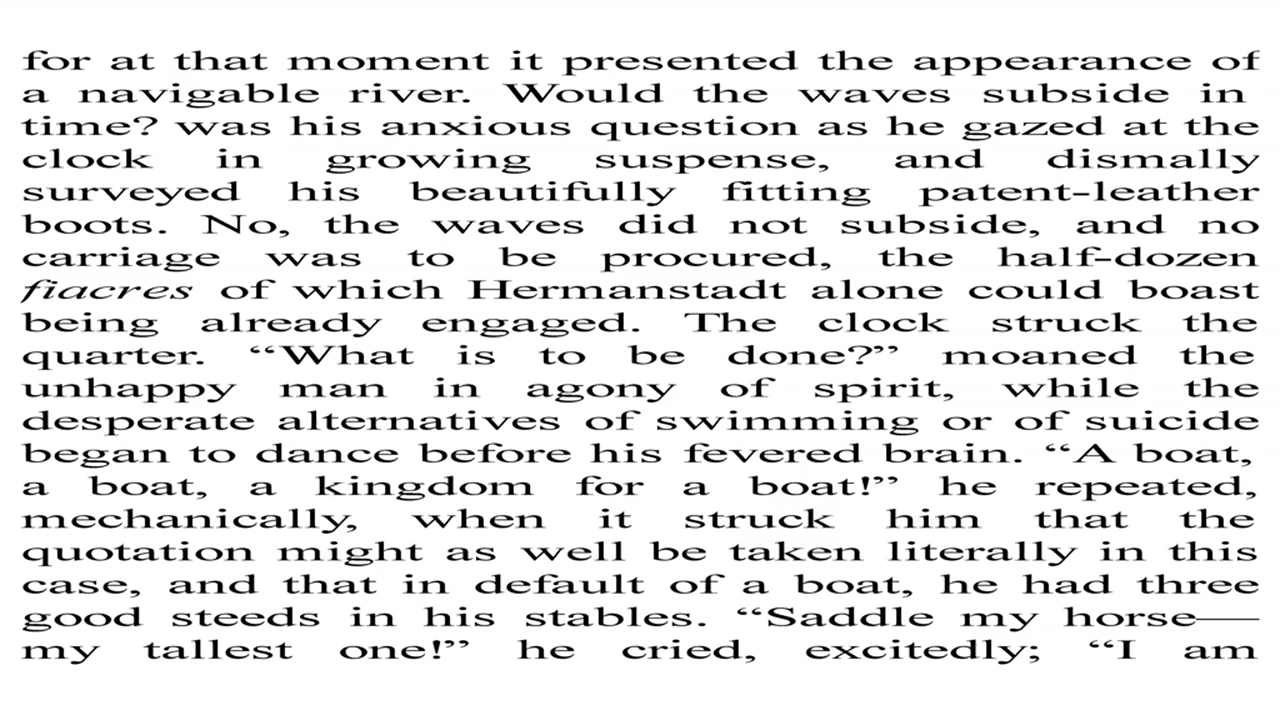 for at that moment it presented the appearance of
a navigable river. Would the waves subside in
time? was his anxious question as he gazed at the
clock in growing suspense, and dismally
surveyed his beautifully fitting patent-leather
boots. No, the waves did not subside, and no
carriage was to be procured, the half-dozen
fiacres of which Hermanstadt alone could boast
being already engaged. The clock struck the
quarter. “What is to be done?” moaned the
unhappy man in agony of spirit, while the
desperate alternatives of swimming or of suicide
began to dance before his fevered brain. “A boat,
a boat, a kingdom for a boat!” he repeated,
mechanically, when it struck him that the
quotation might as well be taken literally in this
case, and that in default of a boat, he had three
good steeds in his stables. “Saddle my horse—
my tallest one!” he cried, excitedly; “I am